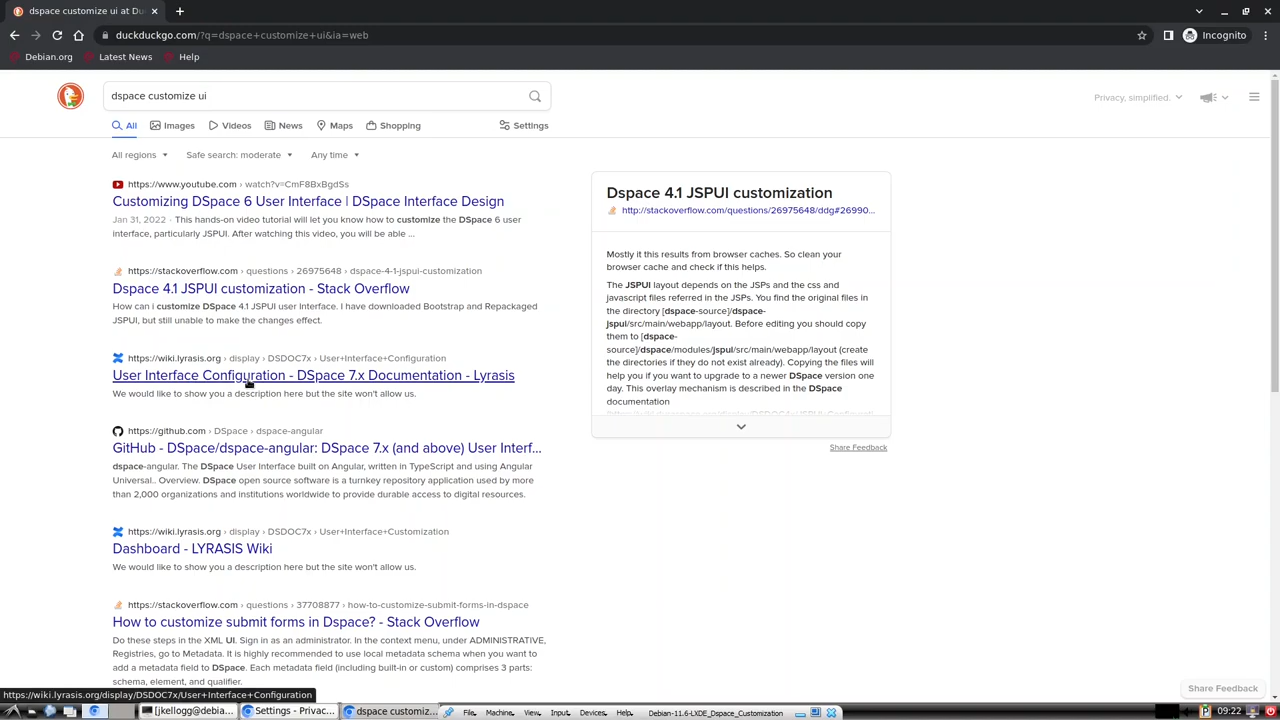 dspace customize ui at Du
duckduckgo.com/?q=dspace+customize+ui&ia=web
Incognito
Debian.org
Latest News
Help
dspace customize ui
Privacy, simplified.
All
Images
Videos
News
Maps
Shopping
Settings
All regions
Safe search: moderate
Any time
https://www.youtube.com › watch?v=CmF8BxBgdSs
Customizing DSpace 6 User Interface | DSpace Interface Design
Jan 31, 2022 · This hands-on video tutorial will let you know how to customize the DSpace 6 user
interface, particularly JSPUI. After watching this video, you will be able ...
https://stackoverflow.com › questions › 26975648 › dspace-4-1-jspui-customization
Dspace 4.1 JSPUI customization - Stack Overflow
How can i customize DSpace 4.1 JSPUI user Interface. I have downloaded Bootstrap and Repackaged
JSPUI, but still unable to make the changes effect.
https://wiki.lyrasis.org › display › DSDOC7x › User+Interface+Configuration
User Interface Configuration - DSpace 7.x Documentation - Lyrasis
We would like to show you a description here but the site won't allow us.
https://github.com › DSpace › dspace-angular
GitHub - DSpace/dspace-angular: DSpace 7.x (and above) User Interf...
dspace-angular. The DSpace User Interface built on Angular, written in TypeScript and using Angular
Universal.. Overview. DSpace open source software is a turnkey repository application used by more
than 2,000 organizations and institutions worldwide to provide durable access to digital resources.
https://wiki.lyrasis.org › display › DSDOC7x › User+Interface+Customization
Dashboard - LYRASIS Wiki
We would like to show you a description here but the site won't allow us.
https://stackoverflow.com › questions › 37708877 › how-to-customize-submit-forms-in-dspace
How to customize submit forms in Dspace? - Stack Overflow
Do these steps in the XML UI. Sign in as an administrator. In the context menu, under ADMINISTRATIVE,
Registries, go to Metadata. It is highly recommended to use local metadata schema when you want to
add a metadata field to DSpace. Each metadata field (including built-in or custom) comprises 3 parts:
schema, element, and qualifier.
Dspace 4.1 JSPUI customization
http://stackoverflow.com/questions/26975648/ddg#26990...
Mostly it this results from browser caches. So clean your
browser cache and check if this helps.
The JSPUI layout depends on the JSPs and the css and
javascript files referred in the JSPs. You find the original files in
the directory [dspace-source]/dspace-
jspui/src/main/webapp/layout. Before editing you should copy
them to [dspace-
source]/dspace/modules/jspui/src/main/webapp/layout (create
the directories if they do not exist already). Copying the files will
help you if you want to upgrade to a newer DSpace version one
day. This overlay mechanism is described in the DSpace
documentation
Share Feedback
Share Feedback
https://wiki.lyrasis.org/display/DSDOC7x/User+Interface+Configuration
[jkellogg@debia...
Settings - Privac...
dspace customiz...
File
Machine
View
Input
Devices
Help
Debian-11.6-LXDE_Dspace_Customization
09:22